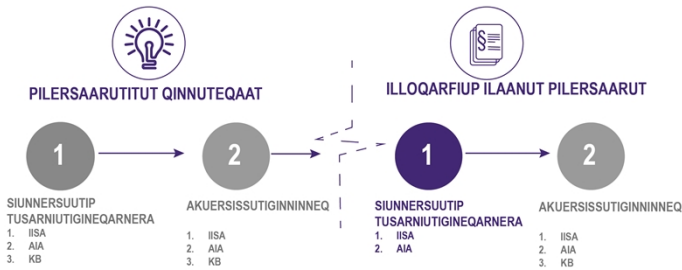 PILERSAARUTITUT QINNUTEQAAT
1
2
SIUNNERSUUTIP
TUSARNIUTIGINEQARNERA
1. IISA
2. AIA
3. KB
AKUERSISSUTIGINNINNEQ
1. IISA
2. AIA
3. KB
§
ILLOQARFIUP ILAANUT PILERSAARUT
1
2
SIUNNERSUUTIP
TUSARNIUTIGINEQARNERA
1. IISA
2. AIA
AKUERSISSUTIGINNINNEQ
1. IISA
2. AIA
3. KB